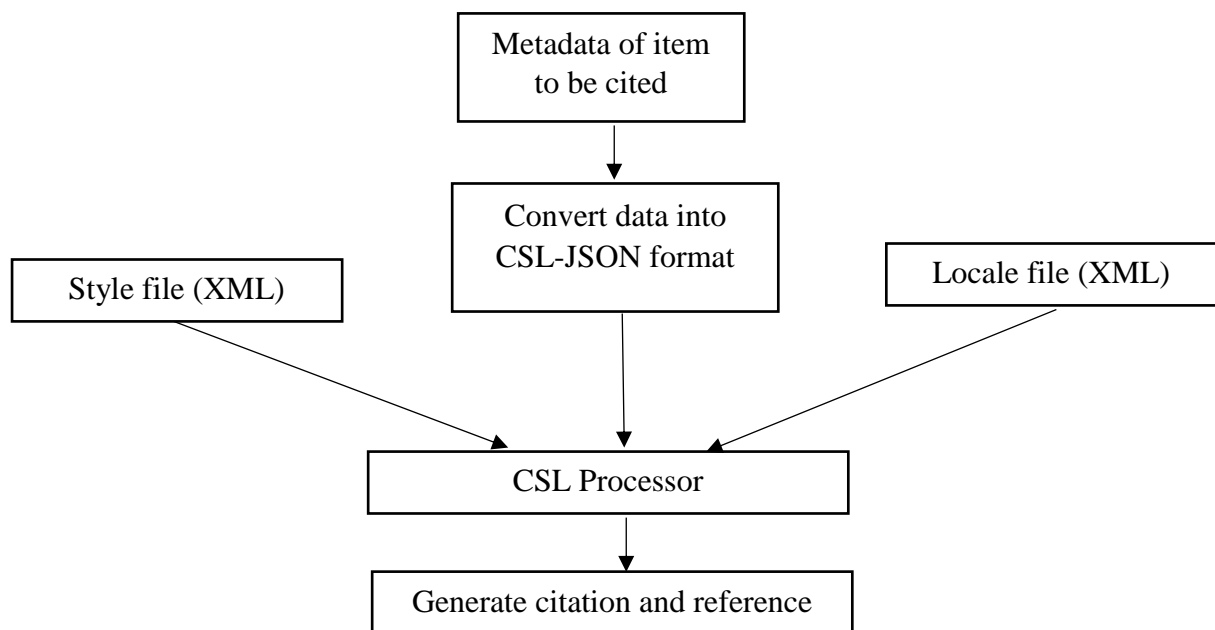 Metadata of item
to be cited
Convert data into
CSL-JSON format
Style file (XML)
Locale file (XML)
CSL Processor
Generate citation and reference